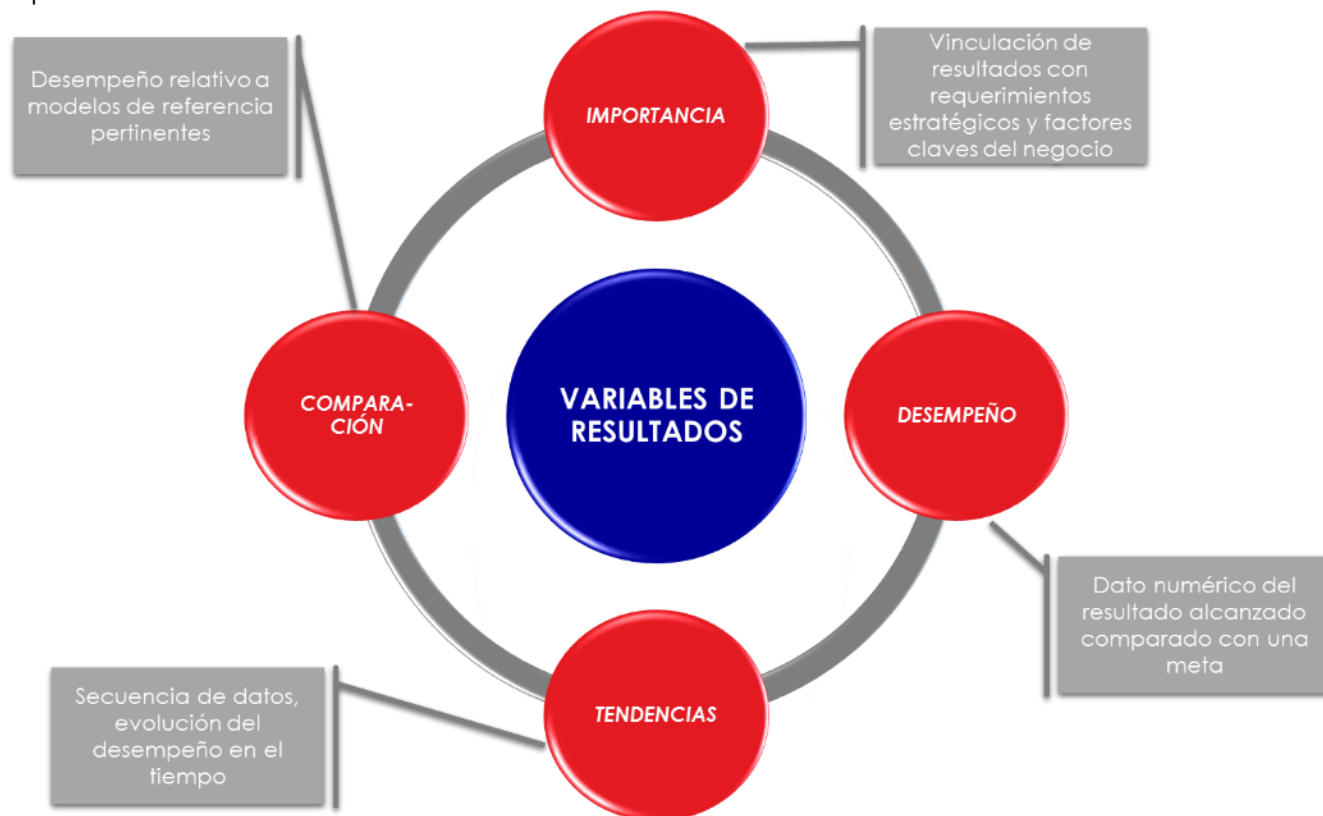 Desempeño relativo a
modelos de referencia
pertinentes
IMPORTANCIA
Vinculación de
resultados con
requerimientos
estratégicos y factores
claves del negocio
COMPARA-
CIÓN
VARIABLES DE
RESULTADOS
DESEMPEÑO
Secuencia de datos,
evolución del
desempeño en el
tiempo
TENDENCIAS
Dato numérico del
resultado alcanzado
comparado con una
meta